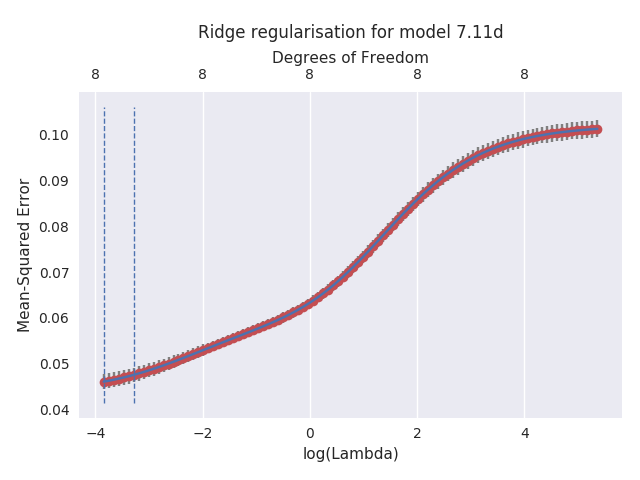 Ridge regularisation for model 7.11d
Degrees of Freedom
8 8 8 8 8
0.10
0.09
0.08
0.07
0.06
0.05
0.04
Mean-Squared Error
−4 −2 0 2 4
log(Lambda)